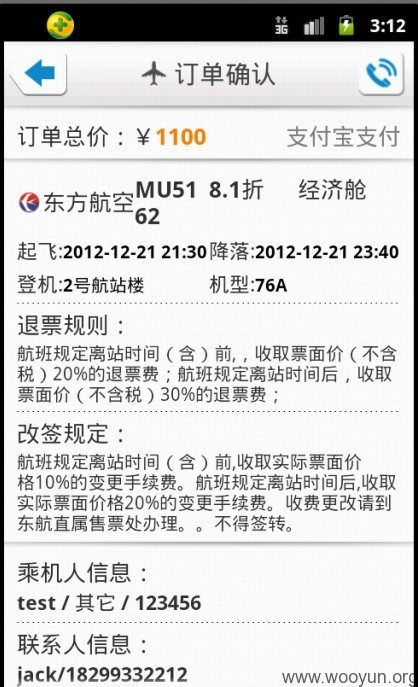 3G 3:12
订单确认
订单总价：￥1100 支付宝支付
东方航空 MU51 8.1折 经济舱
62
起飞:2012-12-21 21:30 降落:2012-12-21 23:40
登机:2号航站楼 机型:76A
退票规则：
航班规定离站时间（含）前,，收取票面价（不含
税）20%的退票费；航班规定离站时间后，收取
票面价（不含税）30%的退票费；
改签规定：
航班规定离站时间（含）前,收取实际票面价
格10%的变更手续费。航班规定离站时间后,收取
实际票面价格20%的变更手续费。收费更改请到
东航直属售票处办理。。不得签转。
乘机人信息：
test / 其它 / 123456
联系人信息：
jack/18299332212
www.wooyun.org